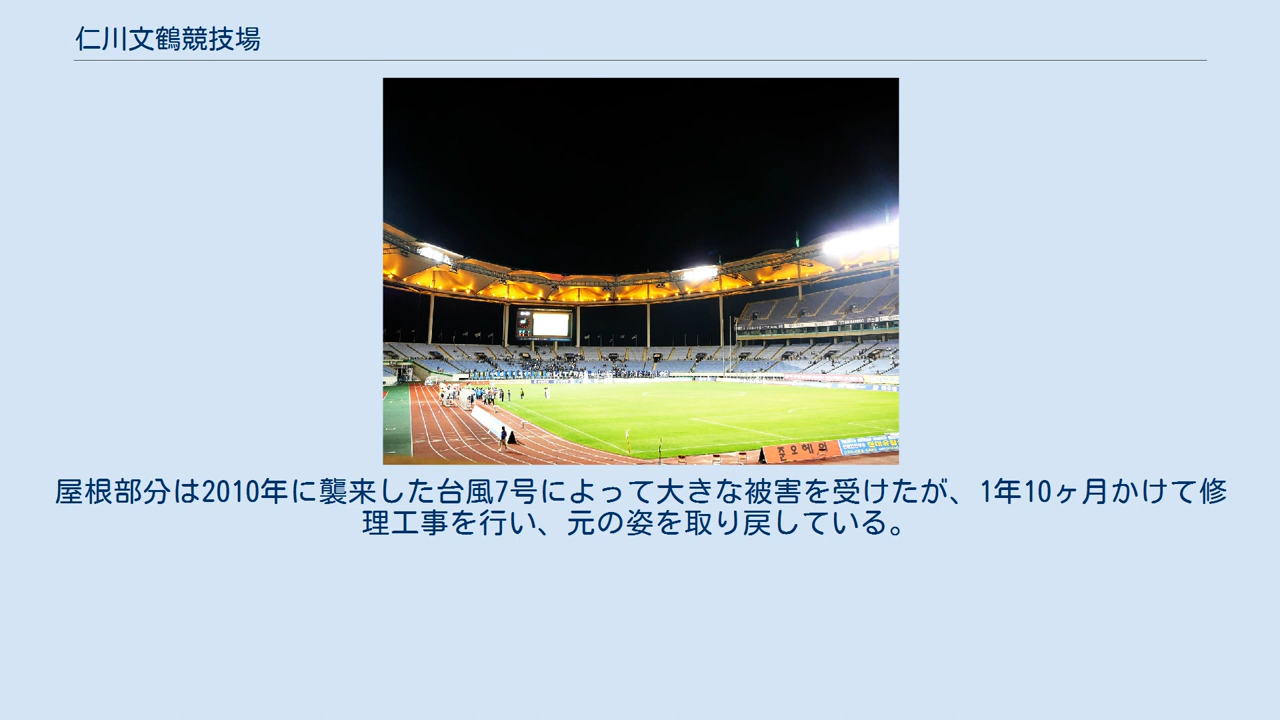 仁川文鶴競技場
屋根部分は2010年に襲来した台風7号によって大きな被害を受けたが、1年10ヶ月かけて修
理工事を行い、元の姿を取り戻している。